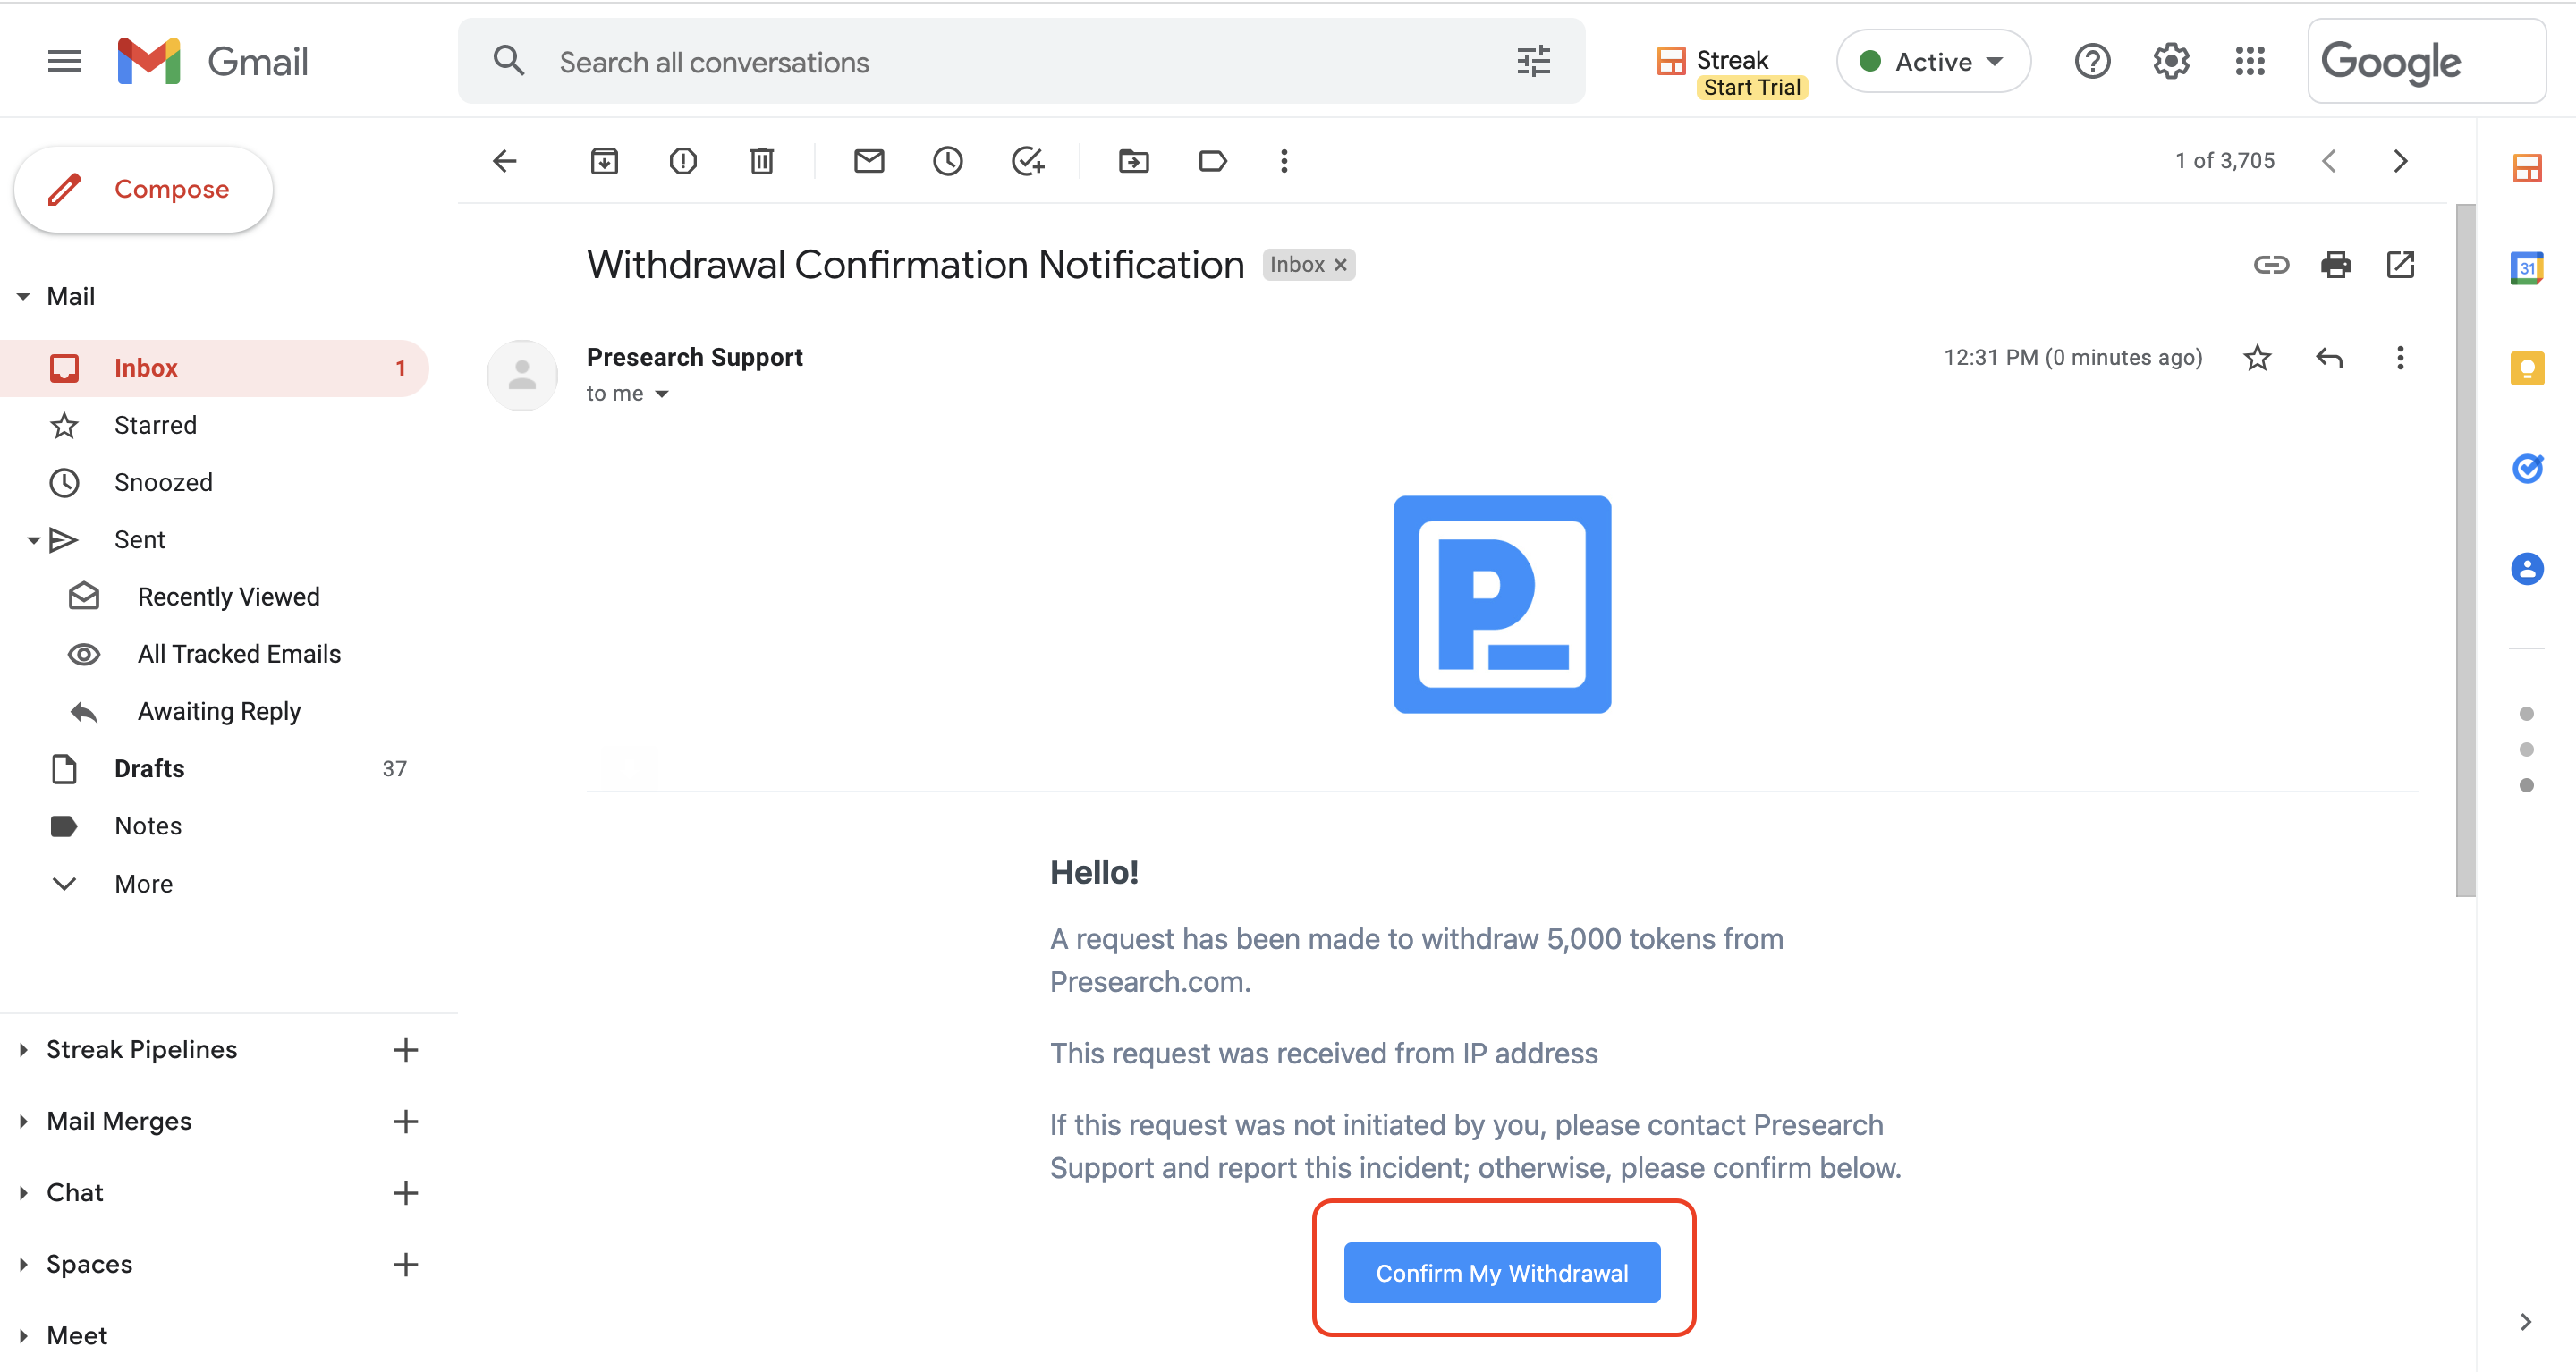 Gmail
Search all conversations
Streak
Start Trial
Active
Google
Compose
1 of 3,705
Mail
Withdrawal Confirmation Notification
Inbox ×
31
Inbox
1
Presearch Support
12:31 PM (0 minutes ago)
to me
Starred
Snoozed
Sent
Recently Viewed
All Tracked Emails
Awaiting Reply
Drafts
37
Notes
More
P
Hello!
A request has been made to withdraw 5,000 tokens from
Presearch.com.
This request was received from IP address
If this request was not initiated by you, please contact Presearch
Support and report this incident; otherwise, please confirm below.
Confirm My Withdrawal
Streak Pipelines
Mail Merges
Chat
Spaces
Meet